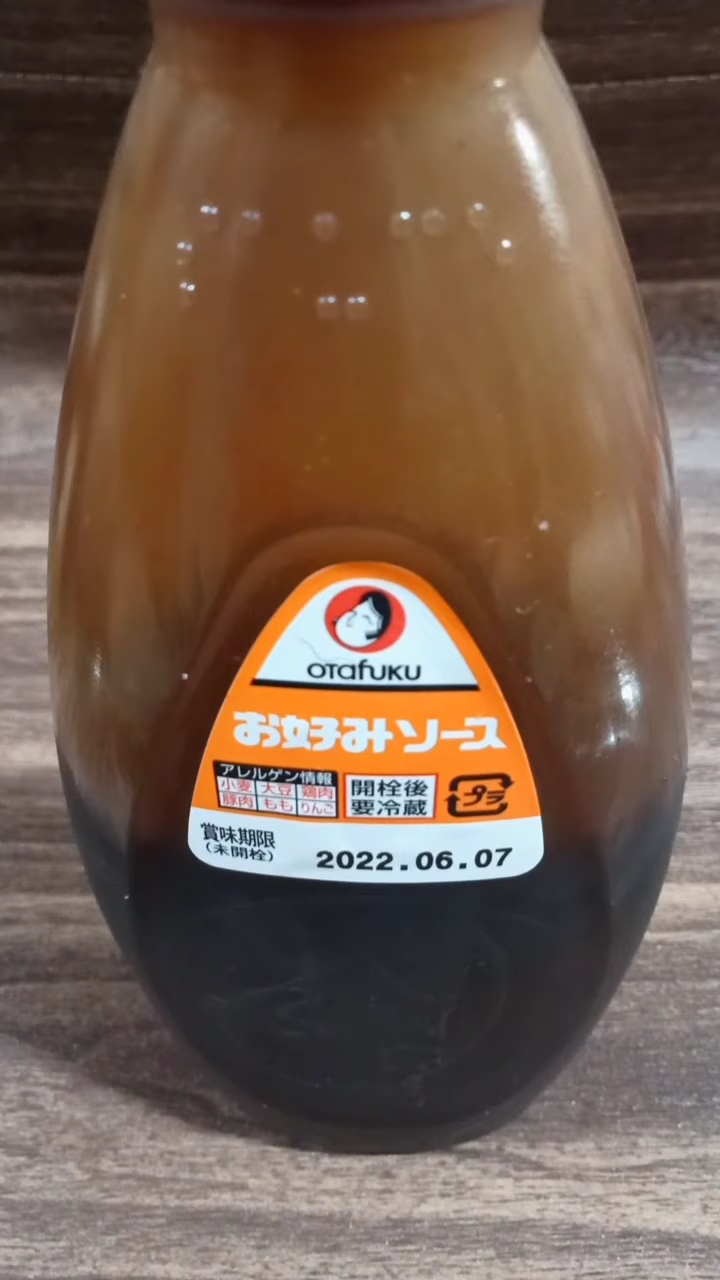 OTafUKU
お好みソース
アレルゲン情報
小麦 大豆 鶏肉
豚肉 もも りんご
開栓後
要冷蔵
プラ
賞味期限
(未開栓)
2022.06.07